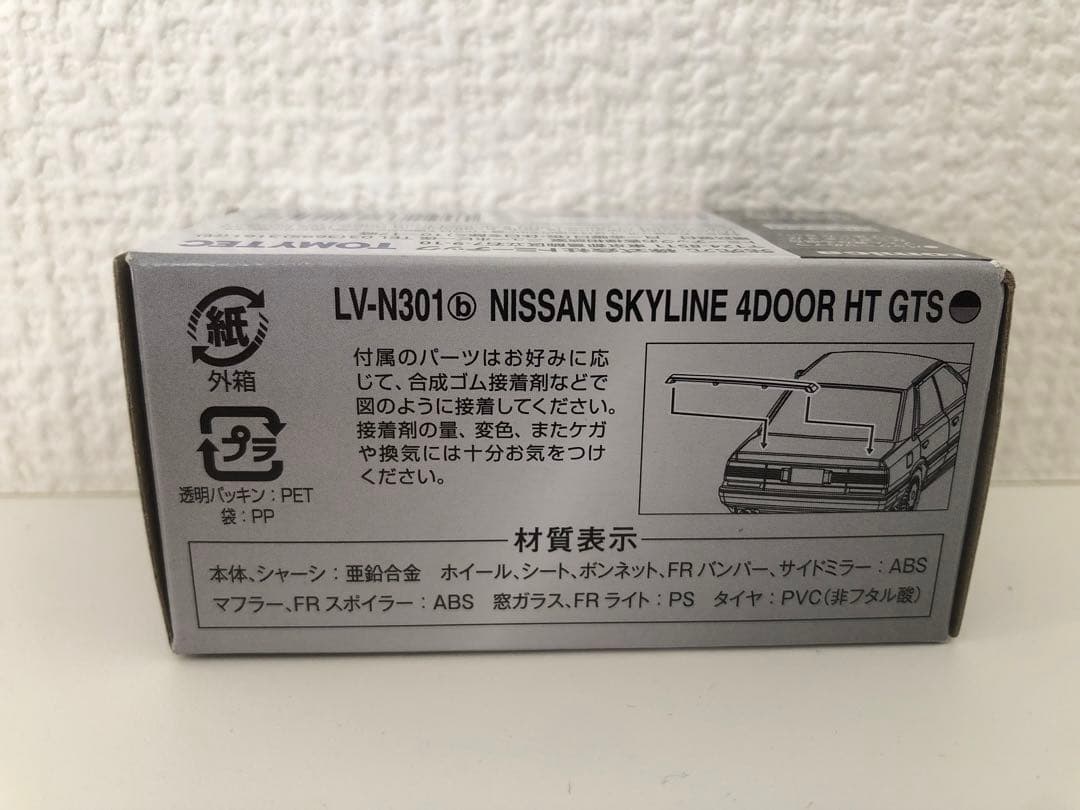 TOMYTEC
LV-N301ⓑ NISSAN SKYLINE 4DOOR HT GTS
紙
外箱
プラ
透明パッキン：PET
袋：PP
付属のパーツはお好みに応
じて、合成ゴム接着剤などで
図のように接着してください。
接着剤の量、変色、またケガ
や換気には十分お気をつけ
ください。
材質表示
本体、シャーシ：亜鉛合金 ホイール、シート、ボンネット、FRバンパー、サイドミラー：ABS
マフラー、FRスポイラー：ABS 窓ガラス、FRライト：PS タイヤ：PVC（非フタル酸）